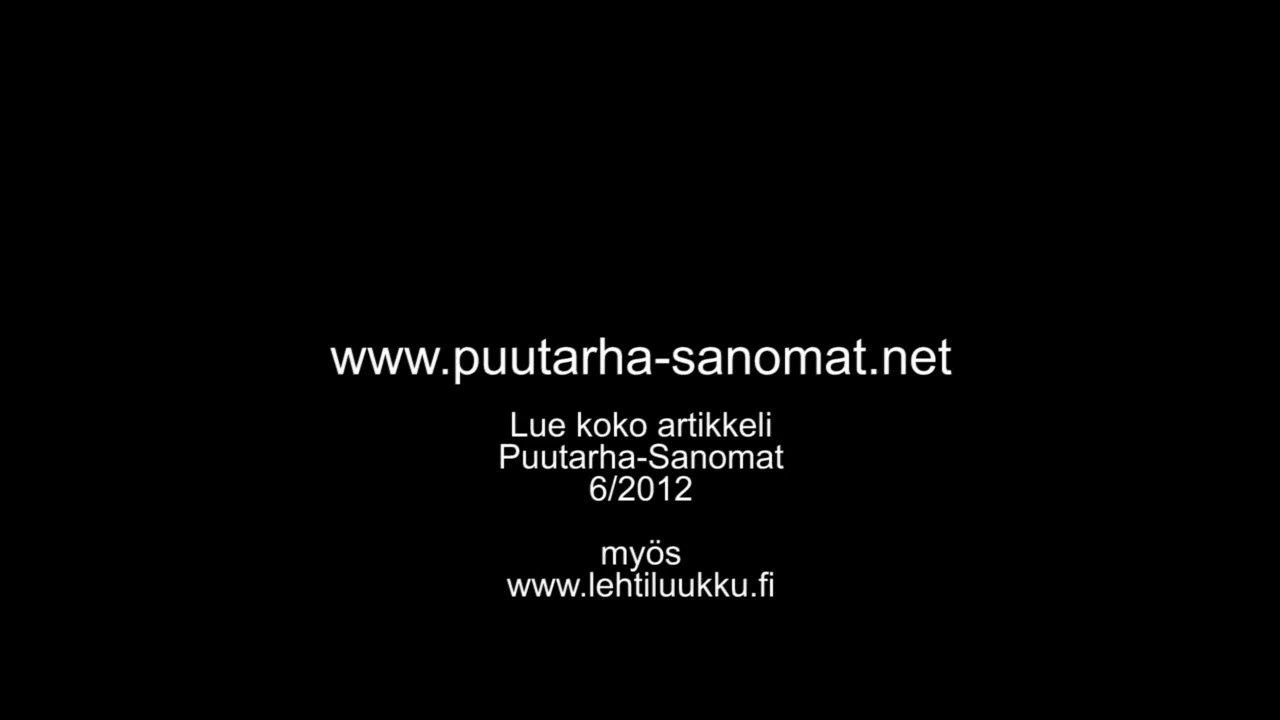 www.puutarha-sanomat.net
Lue koko artikkeli
Puutarha-Sanomat
6/2012
myös
www.lehtiluukku.fi